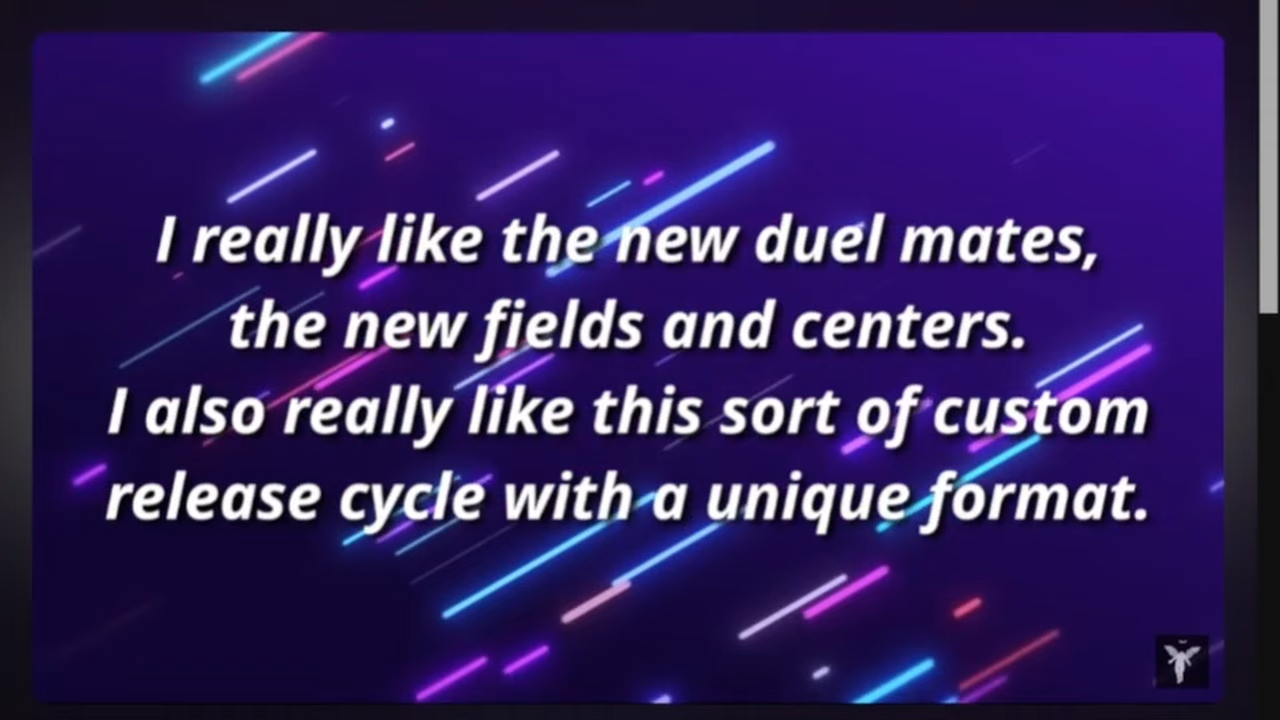 I really like the new duel mates,
the new fields and centers.
I also really like this sort of custom
release cycle with a unique format.